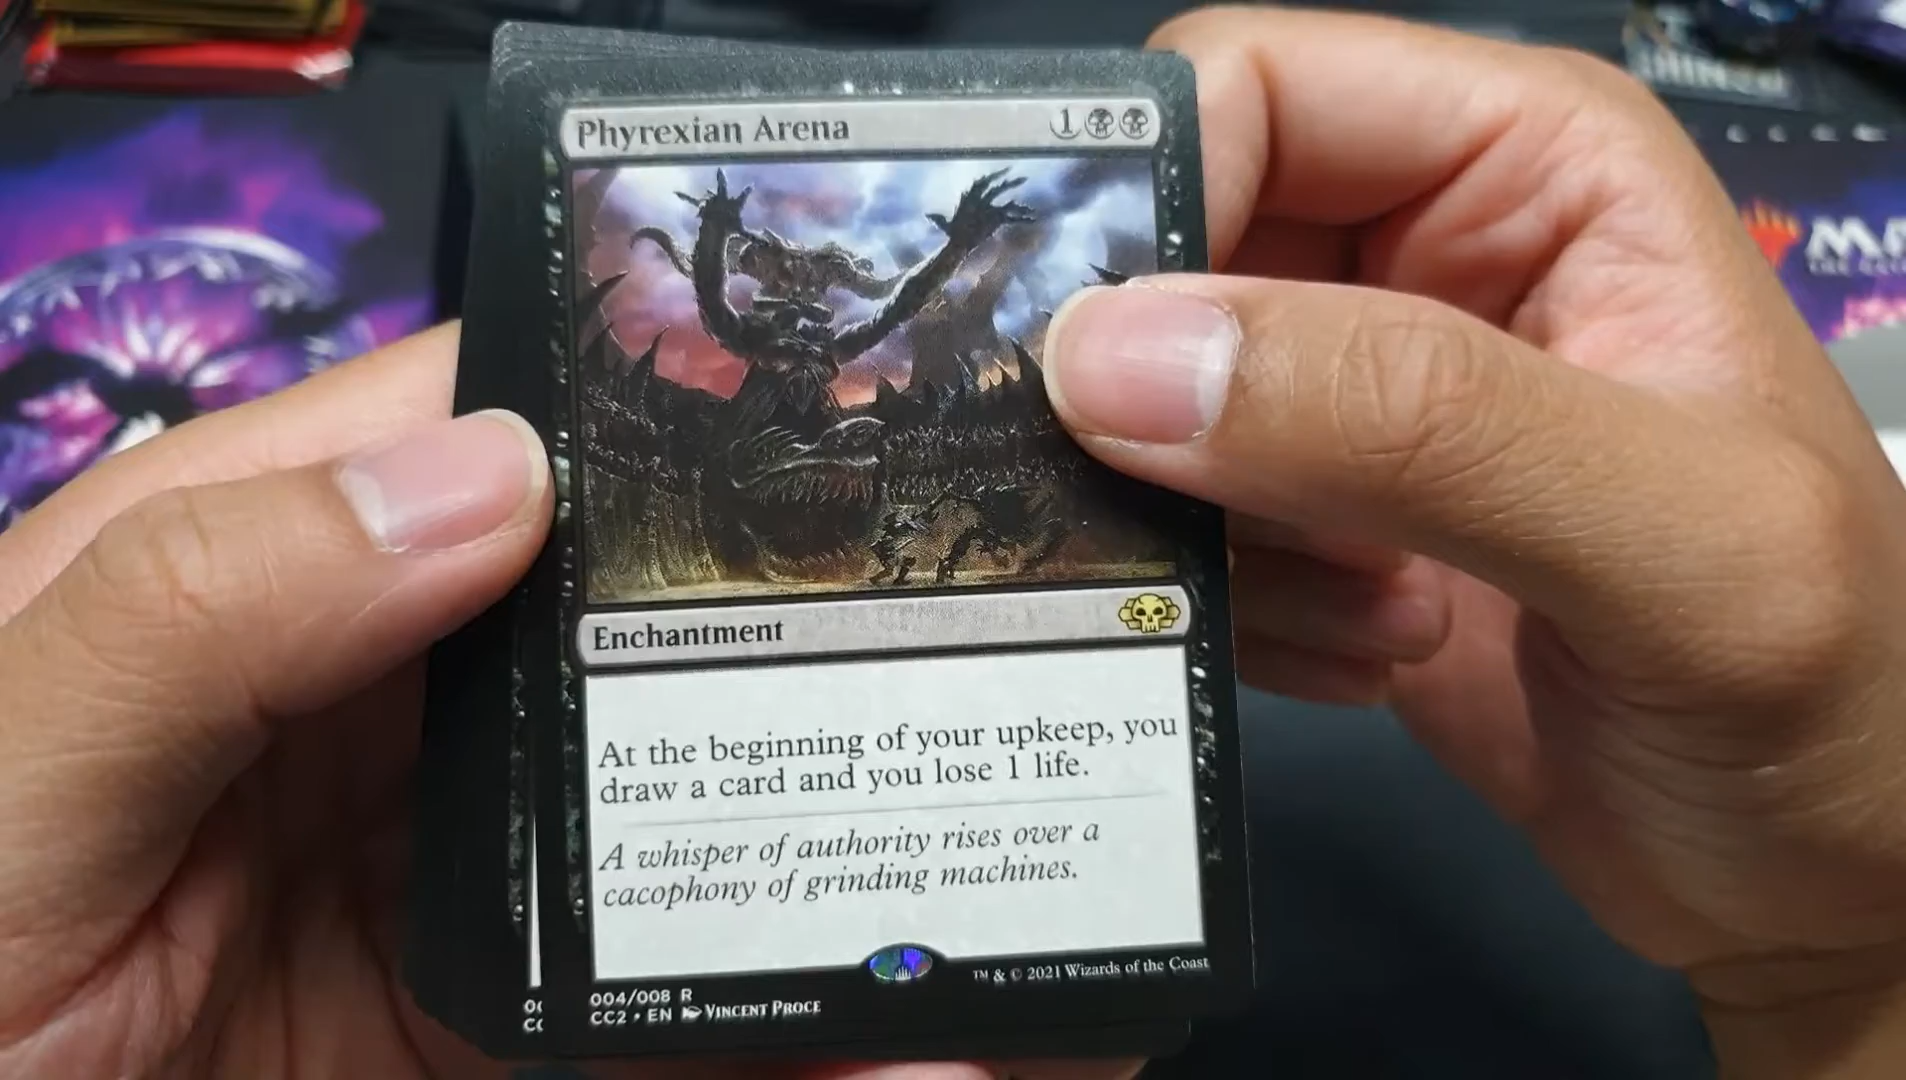 Phyrexian Arena 1
Enchantment
At the beginning of your upkeep, you
draw a card and you lose 1 life.
A whisper of authority rises over a
cacophony of grinding machines.
™ & © 2021 Wizards of the Coast
004/008 R
CC2 • EN Vincent Proce